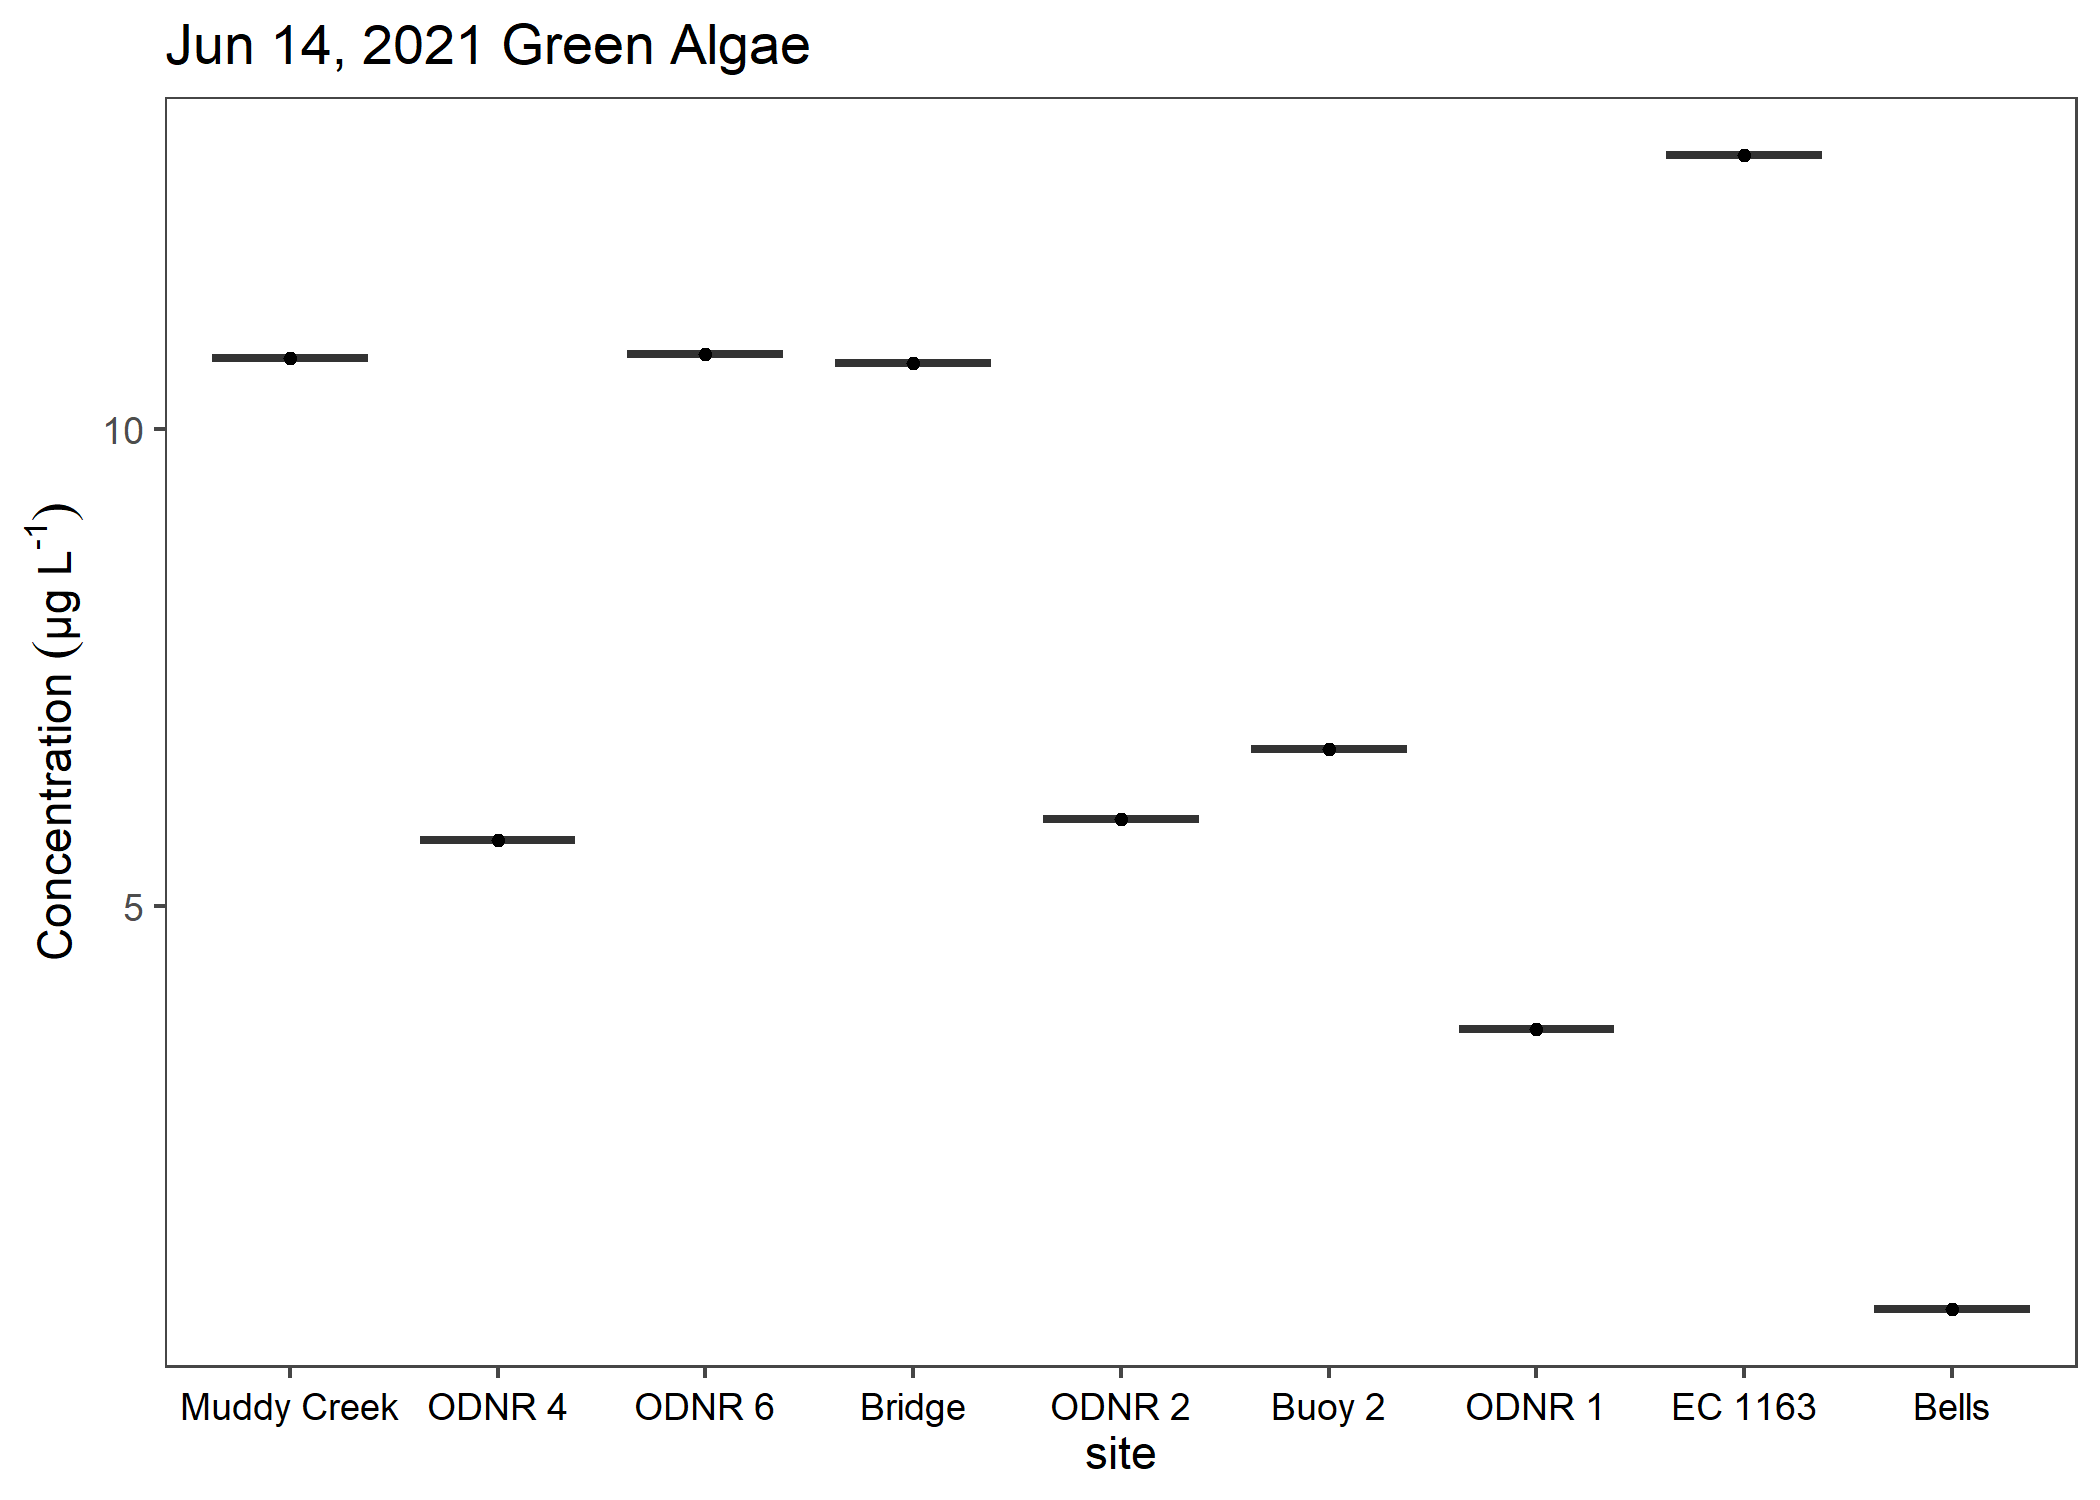 Jun 14, 2021 Green Algae
Concentration (µg L⁻¹)
10
5
Muddy Creek ODNR 4 ODNR 6 Bridge ODNR 2 Buoy 2 ODNR 1 EC 1163 Bells
site